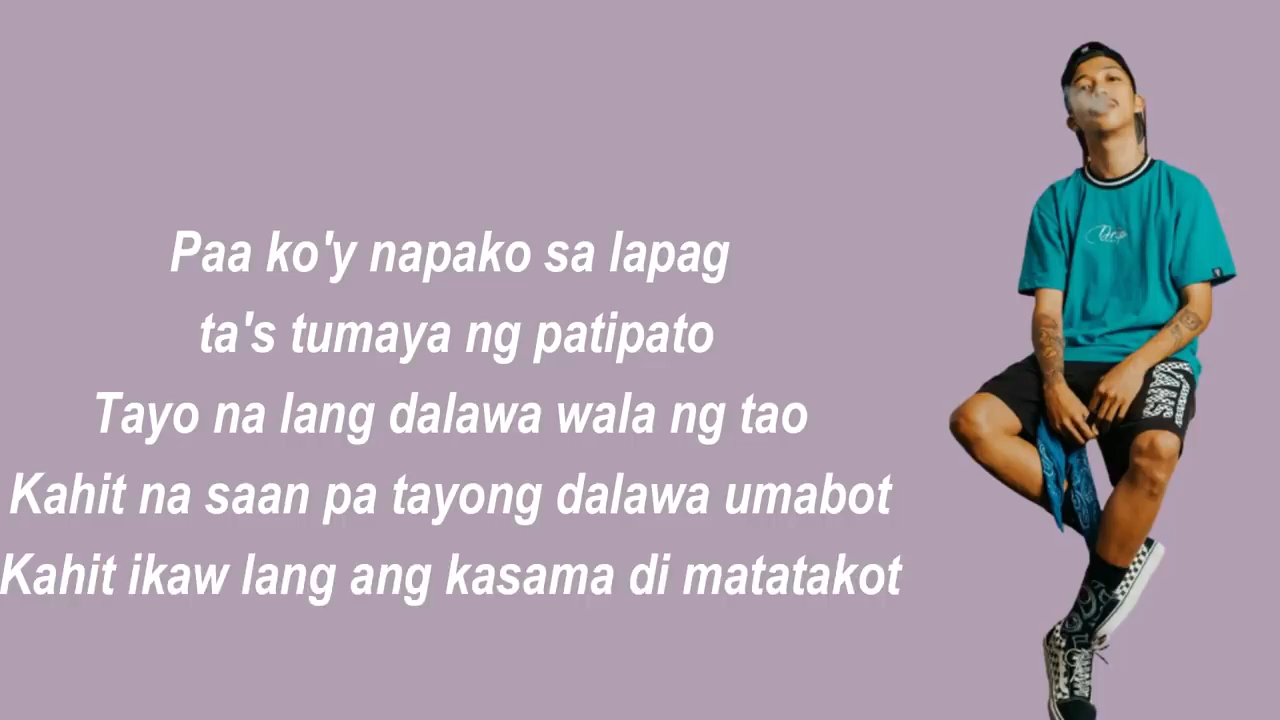 Paa ko'y napako sa lapag
ta's tumaya ng patipato
Tayo na lang dalawa wala ng tao
Kahit na saan pa tayong dalawa umabot
Kahit ikaw lang ang kasama di matatakot
VANS